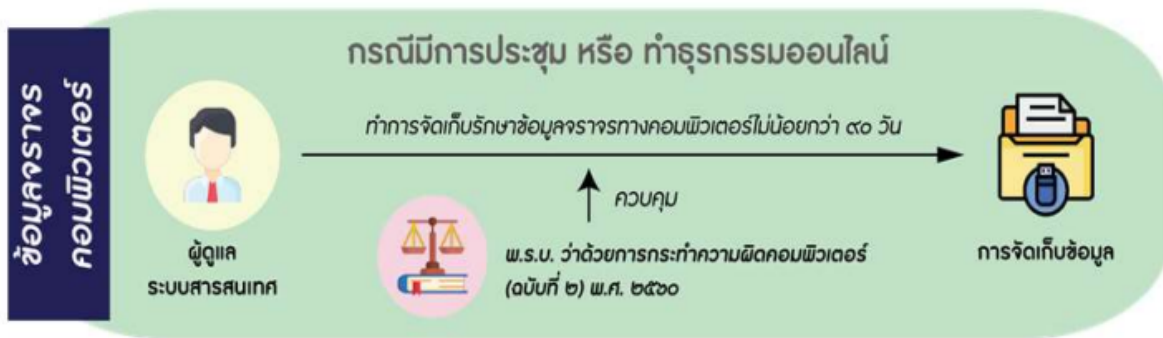 ข้อมูลจราจร
คอมพิวเตอร์
กรณีมีการประชุม หรือ ทำธุรกรรมออนไลน์
ทำการจัดเก็บรักษาข้อมูลจราจรทางคอมพิวเตอร์ไม่น้อยกว่า ๙๐ วัน
ควบคุม
ผู้ดูแล
ระบบสารสนเทศ
พ.ร.บ. ว่าด้วยการกระทำความผิดคอมพิวเตอร์
(ฉบับที่ ๒) พ.ศ. ๒๕๖๐
การจัดเก็บข้อมูล